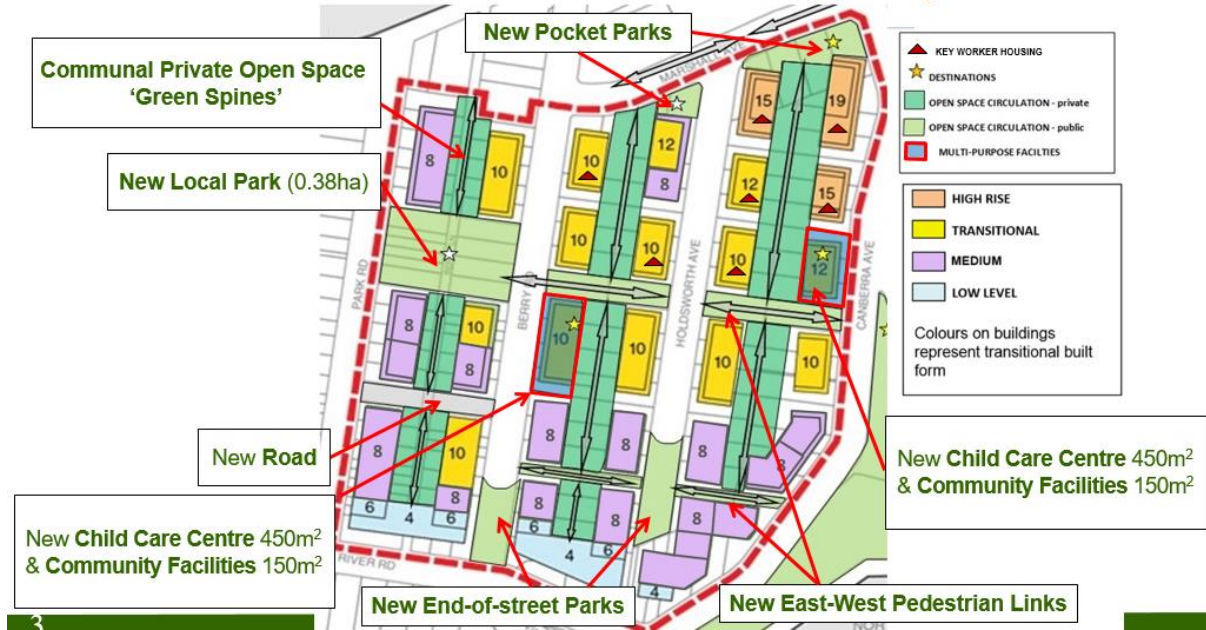 New Pocket Parks
Communal Private Open Space
‘Green Spines’
New Local Park (0.38ha)
New Road
New Child Care Centre 450m²
& Community Facilities 150m²
New End-of-street Parks
New East-West Pedestrian Links
New Child Care Centre 450m²
& Community Facilities 150m²
KEY WORKER HOUSING
DESTINATIONS
OPEN SPACE CIRCULATION - private
OPEN SPACE CIRCULATION - public
MULTI-PURPOSE FACILTIES
HIGH RISE
TRANSITIONAL
MEDIUM
LOW LEVEL
Colours on buildings
represent transitional built
form
MARSHALL AVE
PARK RD
BERRY
HOLDSWORTH AVE
CANBERRA AVE
RIVER RD
NOR
8
10
8
10
8
8
10
8
6
4
6
10
12
8
10
10
10
10
8
8
8
8
6
6
4
15
19
12
15
10
12
10
10
8
8
8
8
4
3